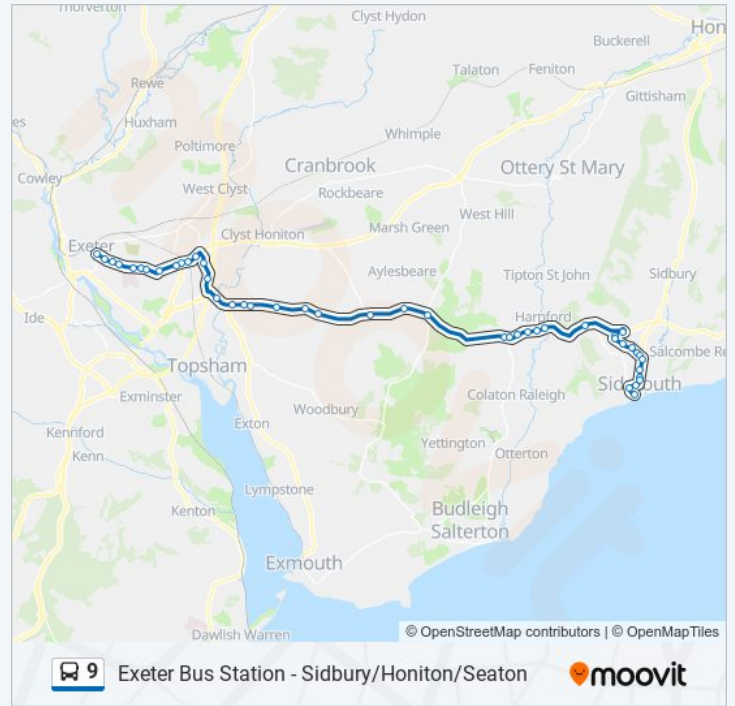 Thorverton
Clyst Hydon
Hon
Buckerell
Talaton
Feniton
Rewe
Gittisham
Huxham
es
Whimple
Poltimore
Cranbrook
Ottery St Mary
Cowley
West Clyst
Rockbeare
West Hill
Marsh Green
Clyst Honiton
Exeter
Aylesbeare
Tipton St John
Sidbury
Ide
Harpford
Salcombe Re
Topsham
Sidmouth
Exminster
Colaton Raleigh
Woodbury
Exton
Kennford
Yettington
Kenn
Otterton
Lympstone
Kenton
Budleigh
Salterton
Exmouth
Dawlish Warren
© OpenStreetMap contributors | © OpenMapTiles
9
Exeter Bus Station - Sidbury/Honiton/Seaton
moovit